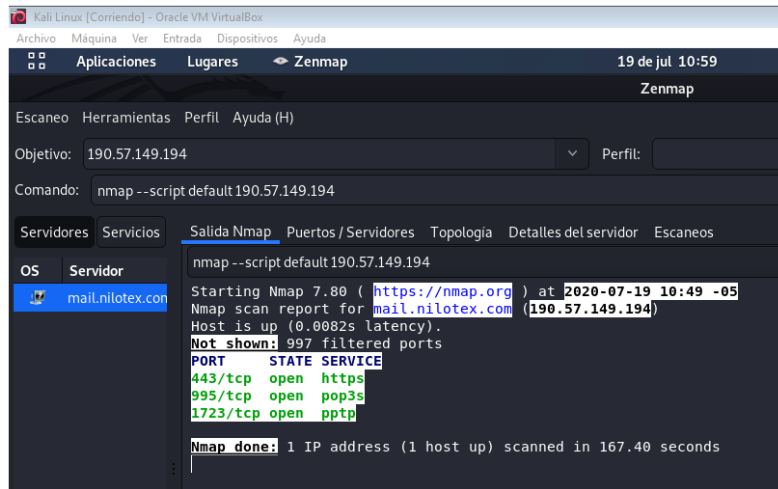 Kali Linux [Corriendo] - Oracle VM VirtualBox
Archivo Máquina Ver Entrada Dispositivos Ayuda
Aplicaciones Lugares Zenmap 19 de jul 10:59
Zenmap
Escaneo Herramientas Perfil Ayuda (H)
Objetivo: 190.57.149.194 Perfil:
Comando: nmap --script default 190.57.149.194
Servidores Servicios Salida Nmap Puertos / Servidores Topología Detalles del servidor Escaneos
nmap --script default 190.57.149.194
OS Servidor
mail.nilotex.con
Starting Nmap 7.80 ( https://nmap.org ) at 2020-07-19 10:49 -05
Nmap scan report for mail.nilotex.com (190.57.149.194)
Host is up (0.0082s latency).
Not shown: 997 filtered ports
PORT STATE SERVICE
443/tcp open https
995/tcp open pop3s
1723/tcp open pptp
Nmap done: 1 IP address (1 host up) scanned in 167.40 seconds